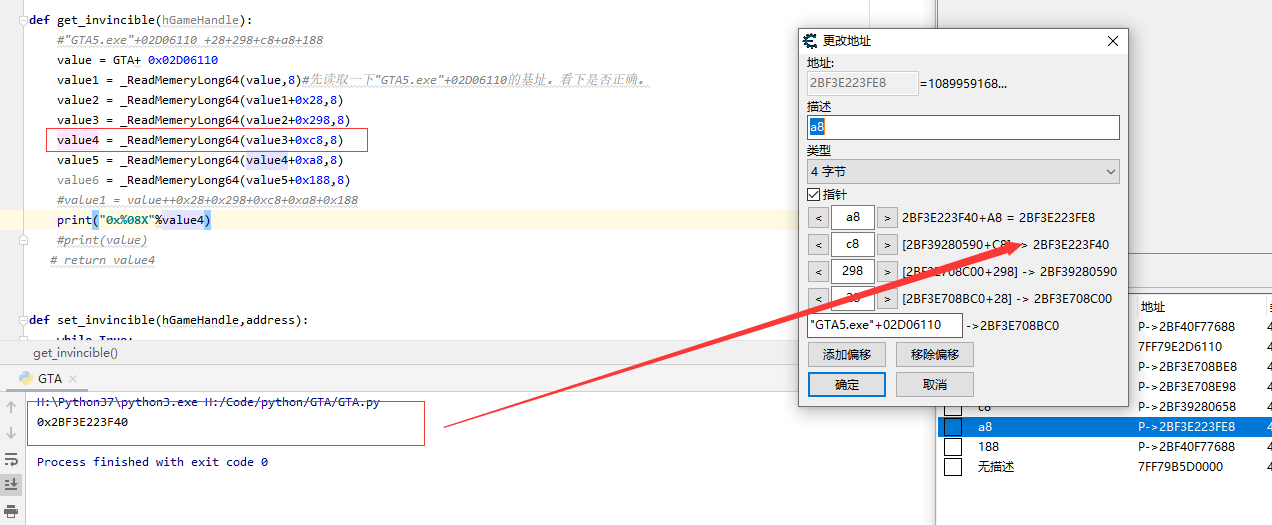 def get_invincible(hGameHandle):
#"GTA5.exe"+02D06110 +28+298+c8+a8+188
value = GTA+ 0x02D06110
value1 = _ReadMemeryLong64(value,8)#先读取一下"GTA5.exe"+02D06110的基址。看下是否正确。
value2 = _ReadMemeryLong64(value1+0x28,8)
value3 = _ReadMemeryLong64(value2+0x298,8)
value4 = _ReadMemeryLong64(value3+0xc8,8)
value5 = _ReadMemeryLong64(value4+0xa8,8)
value6 = _ReadMemeryLong64(value5+0x188,8)
#value1 = value++0x28+0x298+0xc8+0xa8+0x188
print("0x%08X"%value4)
#print(value)
# return value4
def set_invincible(hGameHandle,address):
while True:
get_invincible()
GTA
H:\Python37\python3.exe H:/Code/python/GTA/GTA.py
0x2BF3E223F40
Process finished with exit code 0
更改地址
地址:
2BF3E223FE8 =1089959168...
描述
a8
类型
4 字节
指针
< a8 > 2BF3E223F40+A8 = 2BF3E223FE8
< c8 > [2BF39280590+C8] -> 2BF3E223F40
< 298 > [2BF3E708C00+298] -> 2BF39280590
< 28 > [2BF3E708BC0+28] -> 2BF3E708C00
"GTA5.exe"+02D06110 ->2BF3E708BC0
添加偏移 移除偏移
确定 取消
地址
P->2BF40F77688
7FF79E2D6110
P->2BF3E708BE8
P->2BF3E708E98
c8 P->2BF39280658
a8 P->2BF3E223FE8
188 P->2BF40F77688
无描述 7FF79B5D0000